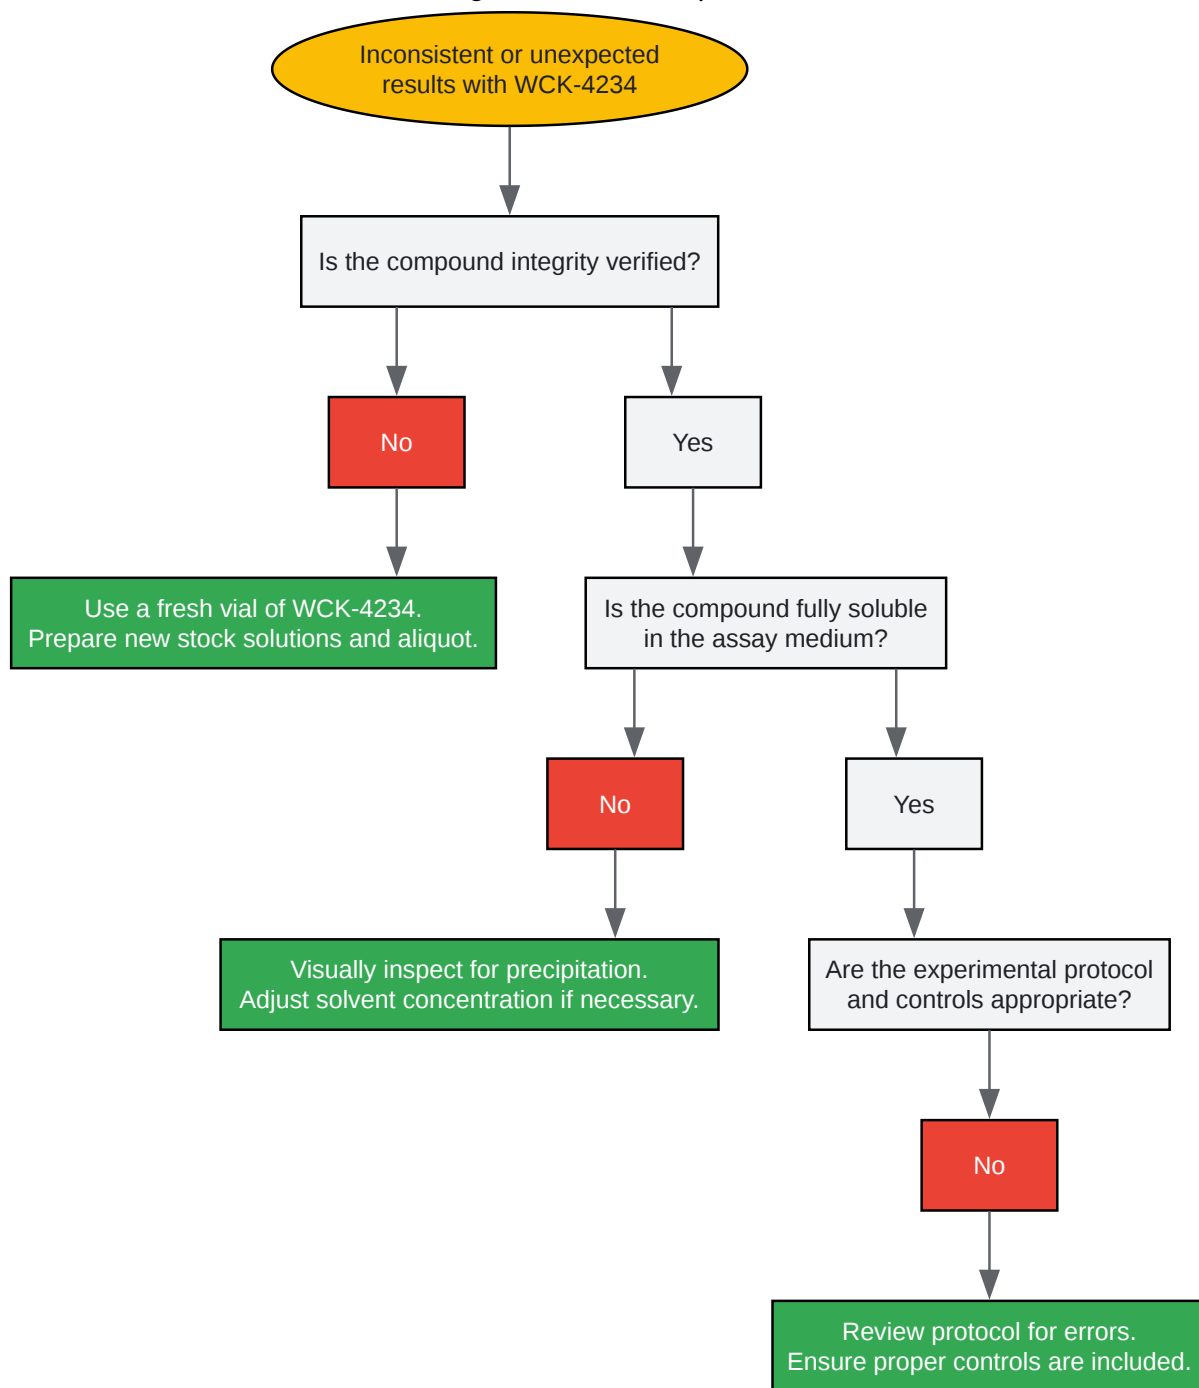 Inconsistent or unexpected
results with WCK-4234
Is the compound integrity verified?
No
Yes
Use a fresh vial of WCK-4234.
Prepare new stock solutions and aliquot.
Is the compound fully soluble
in the assay medium?
No
Yes
Visually inspect for precipitation.
Adjust solvent concentration if necessary.
Are the experimental protocol
and controls appropriate?
No
Review protocol for errors.
Ensure proper controls are included.